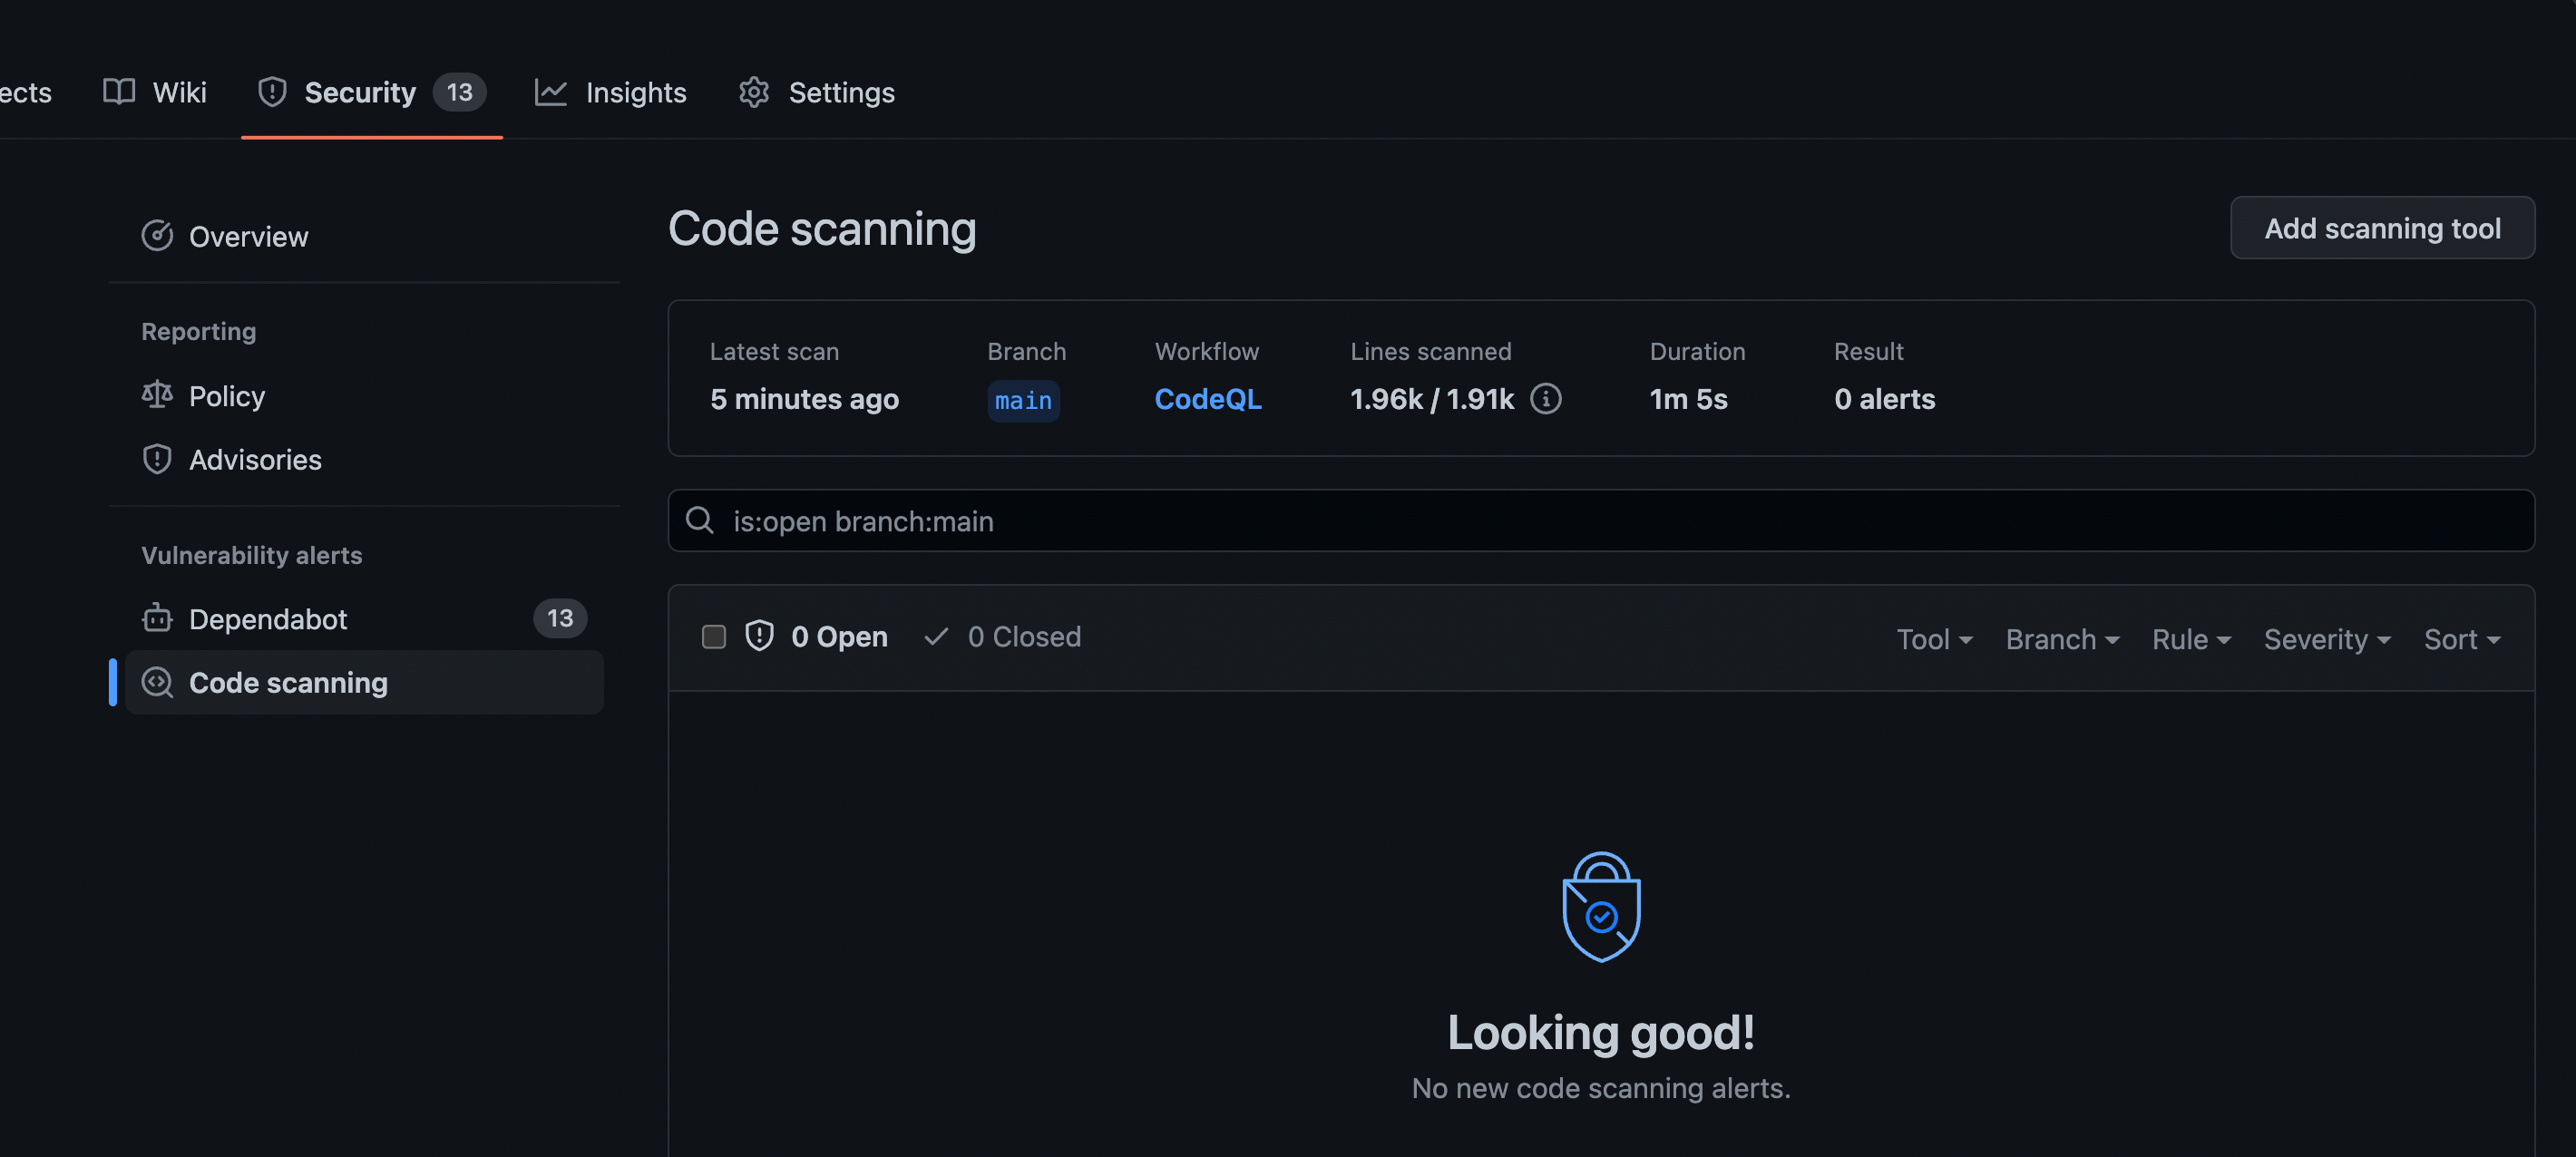 ects Wiki Security 13 Insights Settings
Overview
Reporting
Policy
Advisories
Vulnerability alerts
Dependabot 13
Code scanning
Code scanning Add scanning tool
Latest scan Branch Workflow Lines scanned Duration Result
5 minutes ago main CodeQL 1.96k / 1.91k 1m 5s 0 alerts
is:open branch:main
0 Open 0 Closed Tool Branch Rule Severity Sort
Looking good!
No new code scanning alerts.